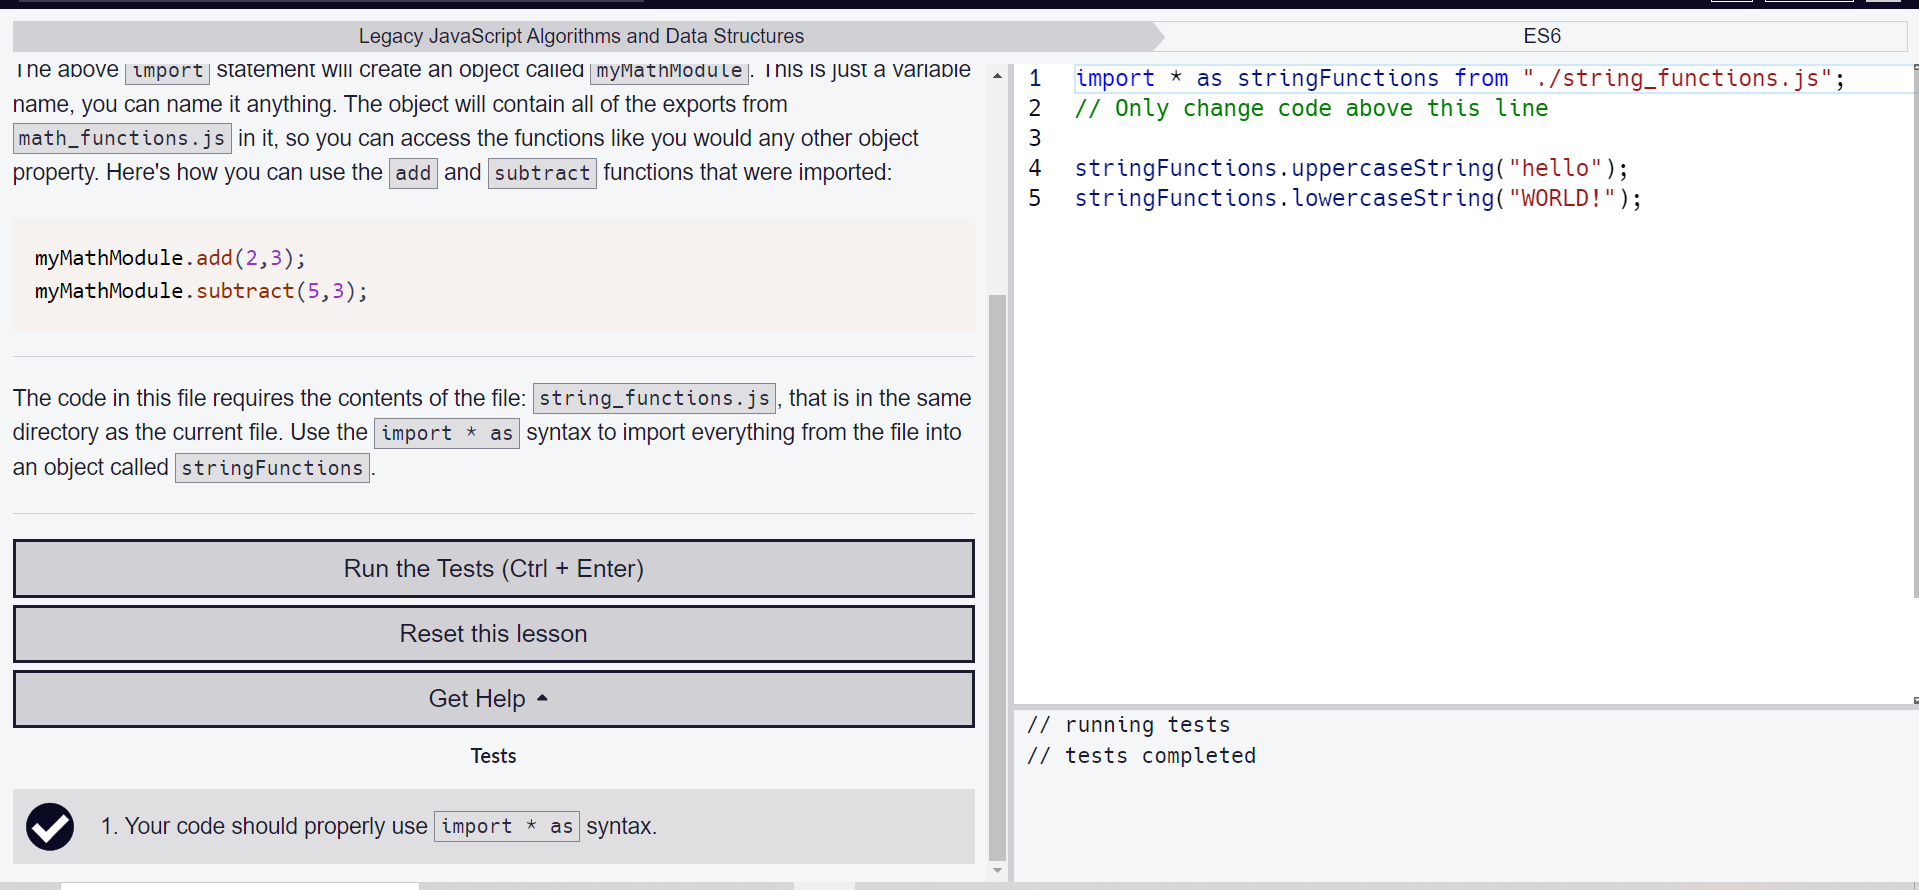 Legacy JavaScript Algorithms and Data Structures
ES6
The above import statement will create an object called myMathModule. This is just a variable
name, you can name it anything. The object will contain all of the exports from
math_functions.js in it, so you can access the functions like you would any other object
property. Here's how you can use the add and subtract functions that were imported:
myMathModule.add(2,3);
myMathModule.subtract(5,3);
The code in this file requires the contents of the file: string_functions.js, that is in the same
directory as the current file. Use the import * as syntax to import everything from the file into
an object called stringFunctions.
Run the Tests (Ctrl + Enter)
Reset this lesson
Get Help
Tests
1. Your code should properly use import * as syntax.
1 import * as stringFunctions from "./string_functions.js";
2 // Only change code above this line
3
4 stringFunctions.uppercaseString("hello");
5 stringFunctions.lowercaseString("WORLD!");
// running tests
// tests completed